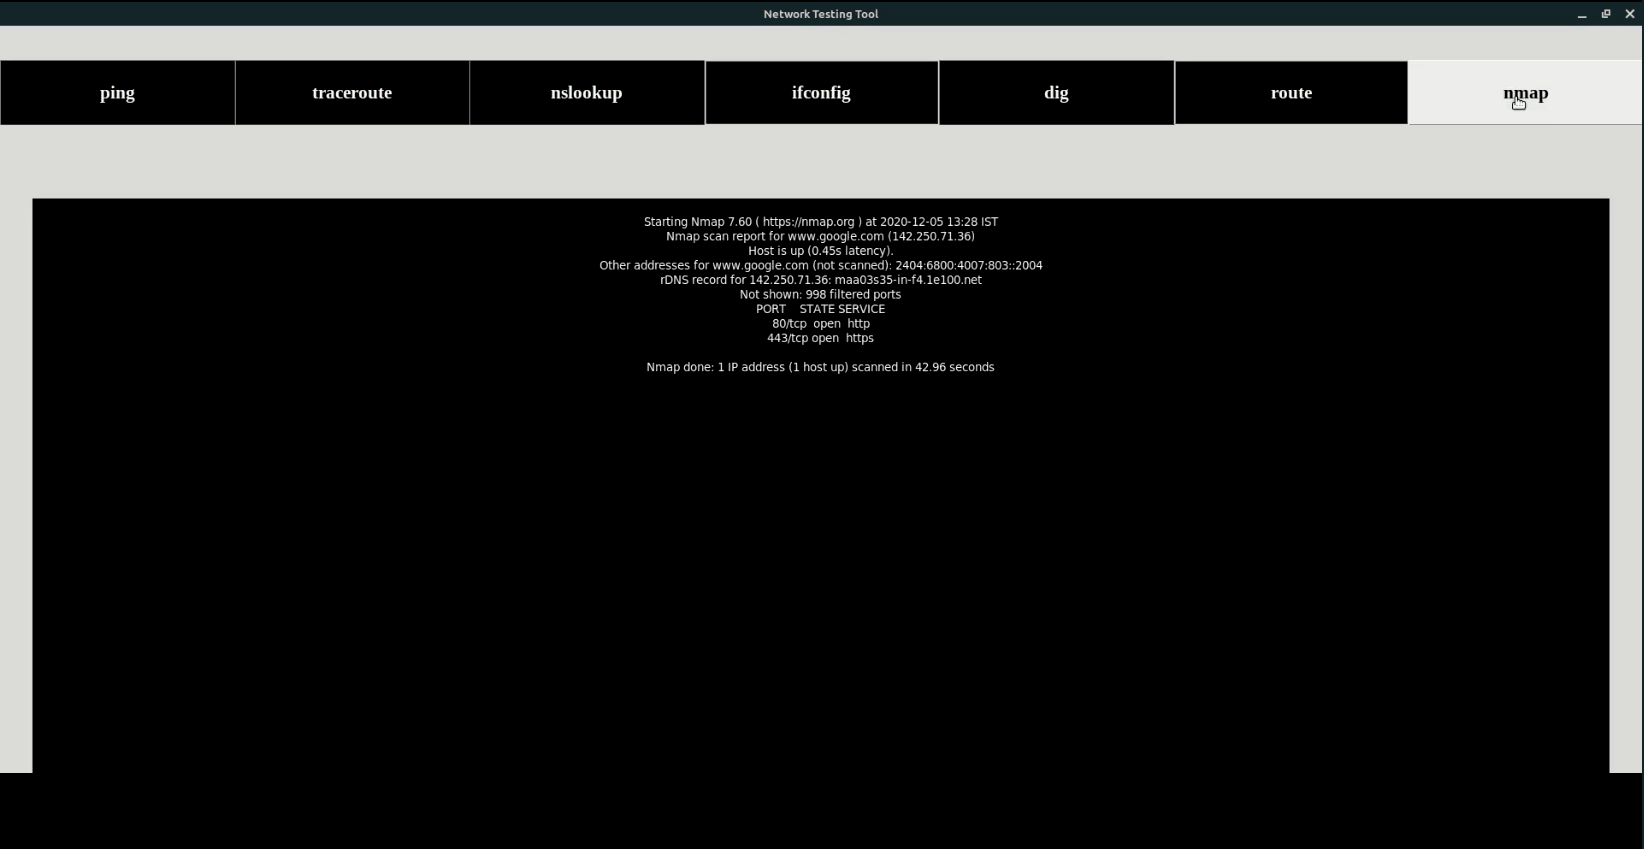 Network Testing Tool
ping traceroute nslookup ifconfig dig route nmap
Starting Nmap 7.60 ( https://nmap.org ) at 2020-12-05 13:28 IST
Nmap scan report for www.google.com (142.250.71.36)
Host is up (0.45s latency).
Other addresses for www.google.com (not scanned): 2404:6800:4007:803::2004
rDNS record for 142.250.71.36: maa03s35-in-f4.1e100.net
Not shown: 998 filtered ports
PORT STATE SERVICE
80/tcp open http
443/tcp open https
Nmap done: 1 IP address (1 host up) scanned in 42.96 seconds